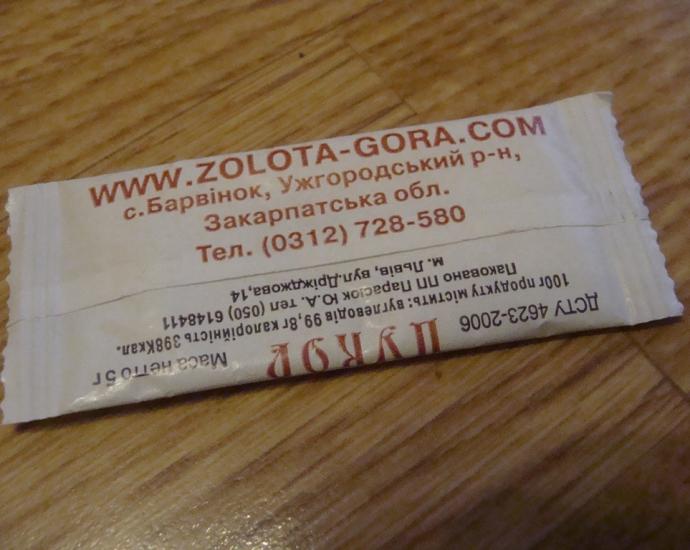 WWW.ZOLOTA-GORA.COM
с.Барвінок, Ужгородський р-н,
Закарпатська обл.
Тел. (0312) 728-580
ДСТУ 4623-2006 ЦУКОР Маса нетто 5 г
100г продукту містить: вуглеводів 99,8г калорійність 398Ккал.
Паковано ПП Парасюк Ю.А. тел (050) 6148411
м. Львів, вул.Дріжджова,14